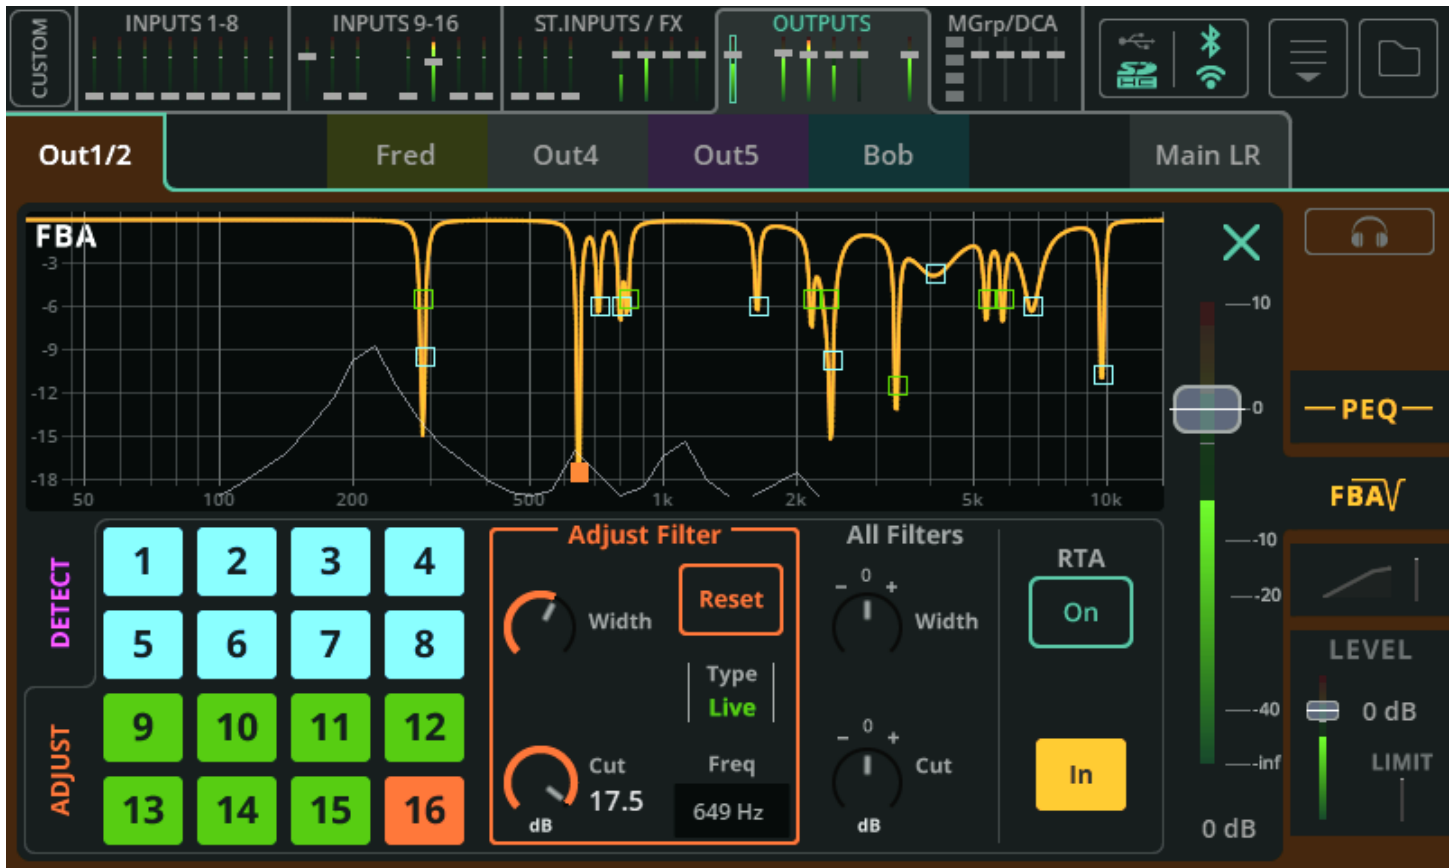 CUSTOM
INPUTS 1-8
INPUTS 9-16
ST.INPUTS / FX
OUTPUTS
MGrp/DCA
SD
HC
Out1/2
Fred
Out4
Out5
Bob
Main LR
FBA
-3
-6
-9
-12
-15
-18
50
100
200
500
1k
2k
5k
10k
10
0
-10
-20
-40
-inf
0 dB
PEQ
FBA
LEVEL
0 dB
LIMIT
DETECT
ADJUST
1
2
3
4
5
6
7
8
9
10
11
12
13
14
15
16
Adjust Filter
Width
Reset
Type
Live
Cut
17.5
dB
Freq
649 Hz
All Filters
0
- +
Width
0
- +
Cut
dB
RTA
On
In